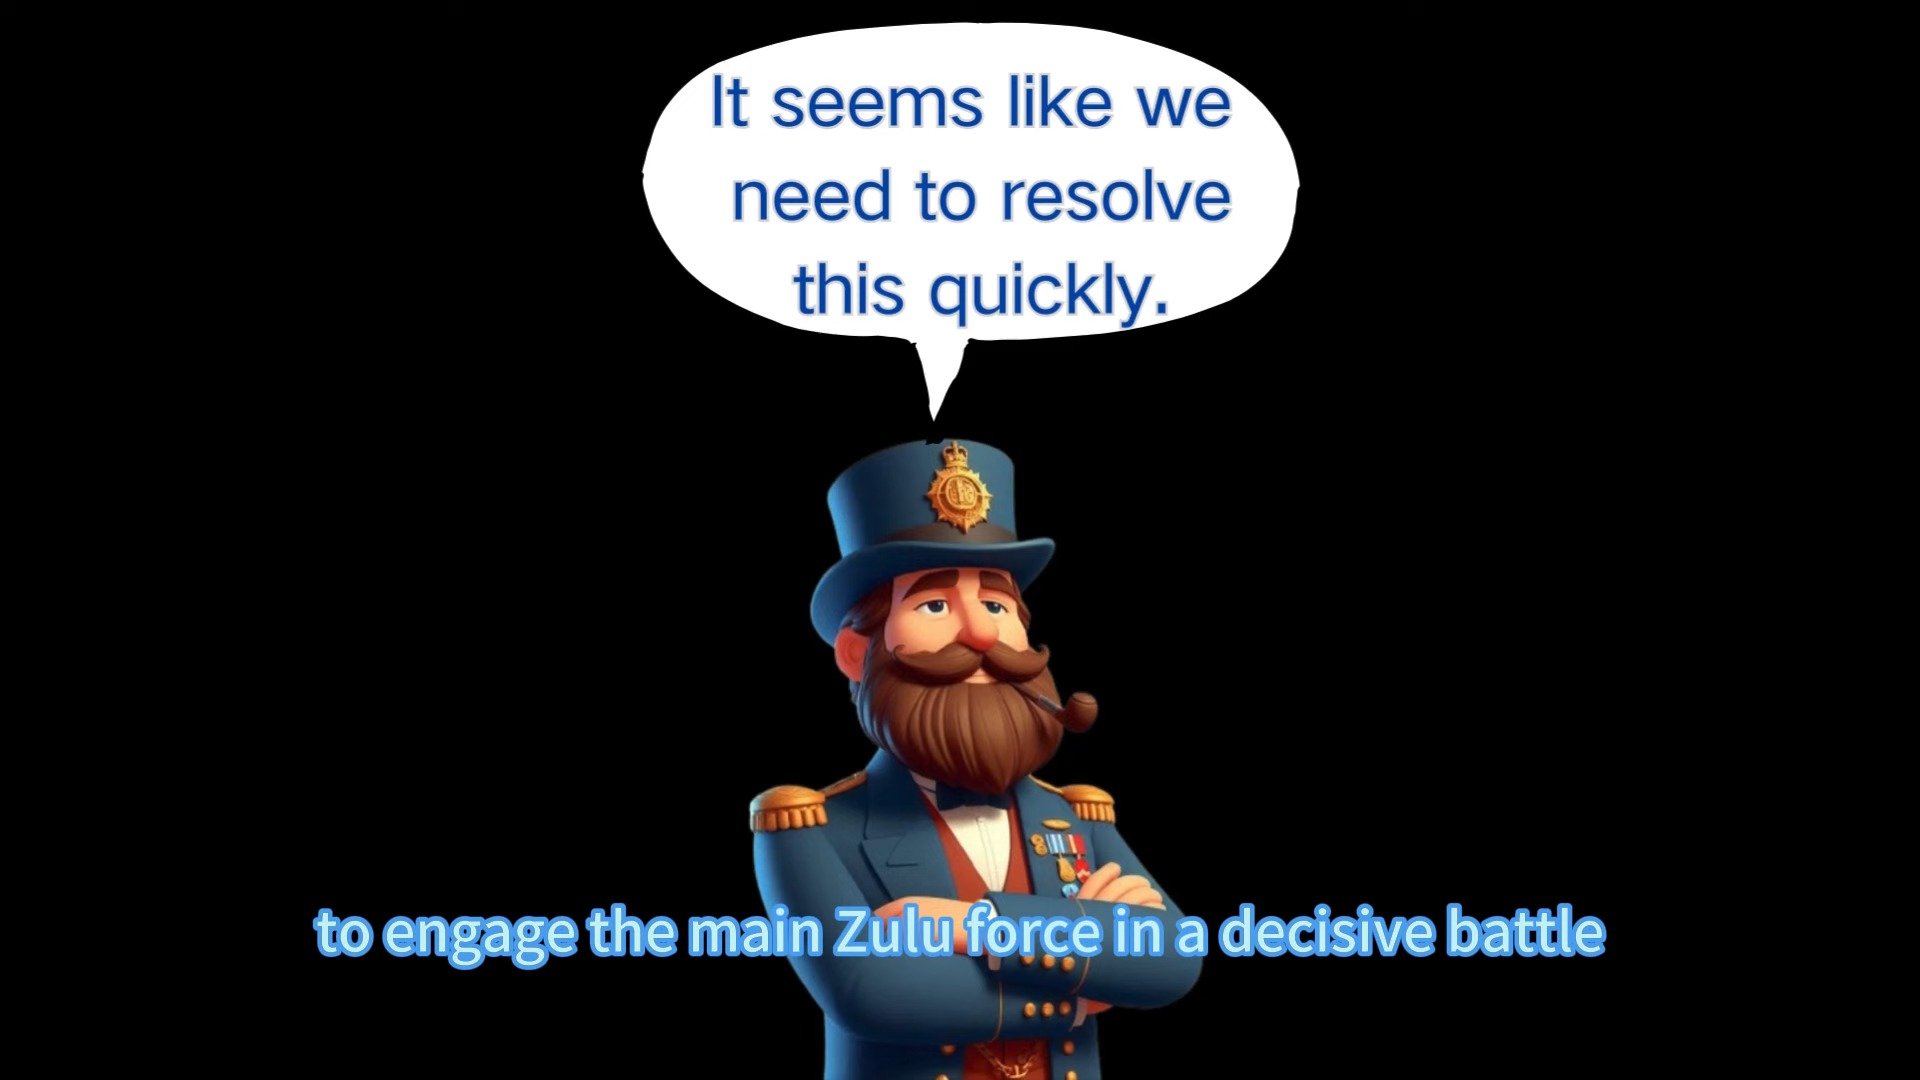 It seems like we
need to resolve
this quickly.
to engage the main Zulu force in a decisive battle